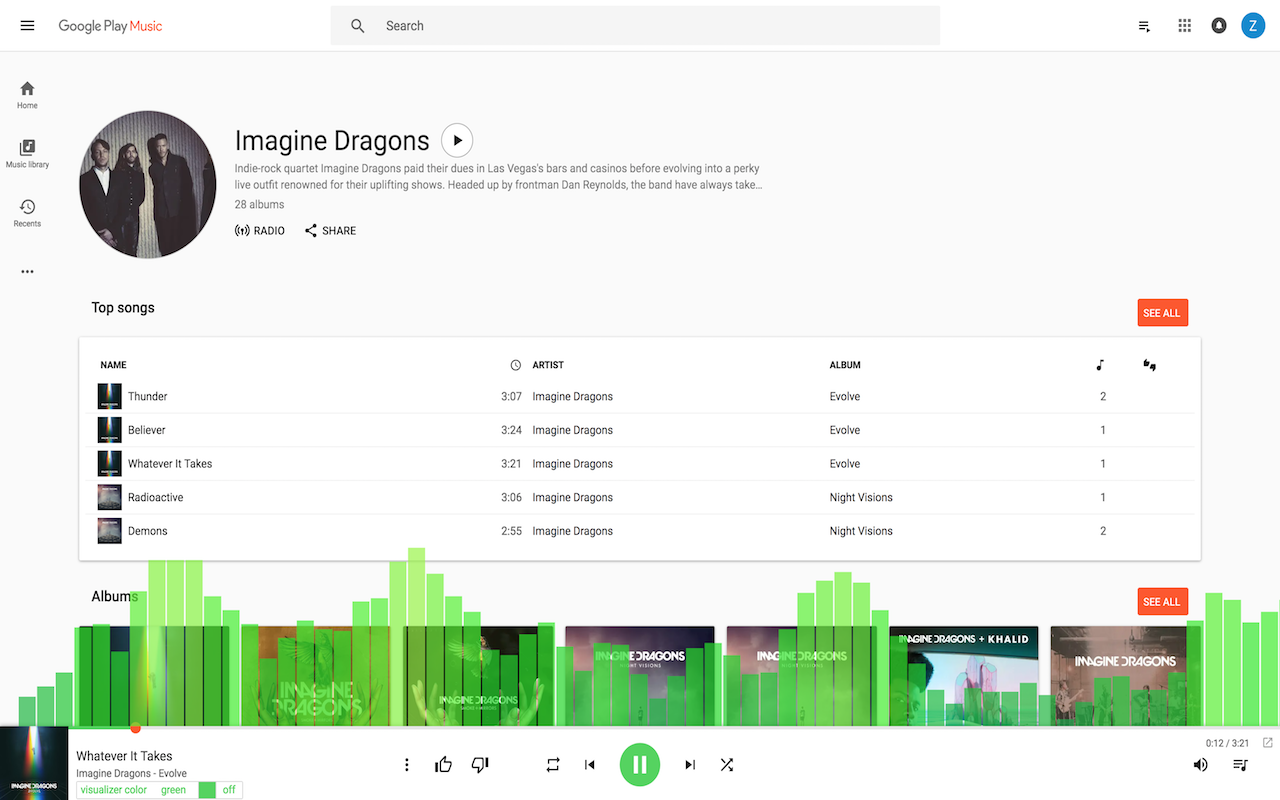 Google Play Music
Search
Z
Home
Music library
Recents
Imagine Dragons
Indie-rock quartet Imagine Dragons paid their dues in Las Vegas's bars and casinos before evolving into a perky
live outfit renowned for their uplifting shows. Headed up by frontman Dan Reynolds, the band have always take...
28 albums
RADIO SHARE
Top songs
SEE ALL
NAME ARTIST ALBUM
Thunder 3:07 Imagine Dragons Evolve 2
Believer 3:24 Imagine Dragons Evolve 1
Whatever It Takes 3:21 Imagine Dragons Evolve 1
Radioactive 3:06 Imagine Dragons Night Visions 1
Demons 2:55 Imagine Dragons Night Visions 2
Albums
SEE ALL
IMAGINE DRAGONS + KHALID
IMAGINE DRAGONS
NIGHT VISIONS
IMAGINE DRAGONS
NIGHT VISIONS
IMAGINE DRAGONS
IMAGINE
DRAGONS
IMAGINE DRAGONS
0:12 / 3:21
Whatever It Takes
Imagine Dragons - Evolve
IMAGINE DRAGONS
visualizer color green off